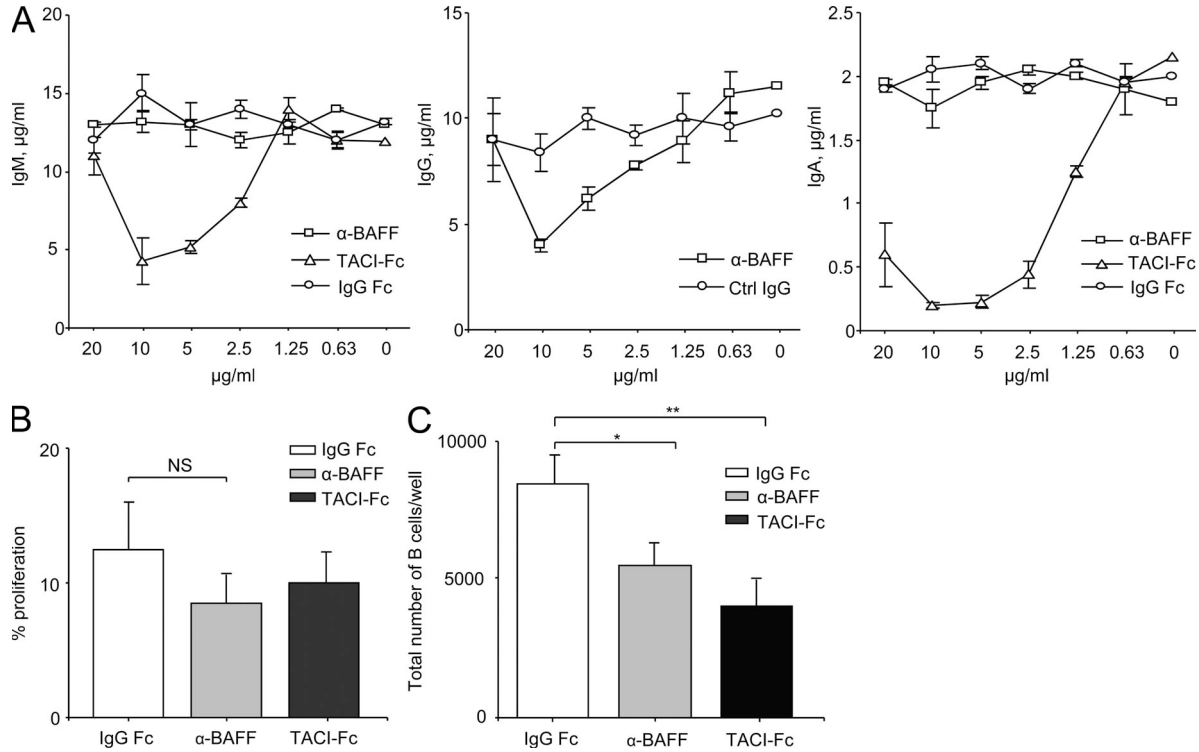 A
IgM, µg/ml
20
15
10
5
0
α-BAFF
TACI-Fc
IgG Fc
20 10 5 2.5 1.25 0.63 0
µg/ml
IgG, µg/ml
15
10
5
0
α-BAFF
Ctrl IgG
20 10 5 2.5 1.25 0.63 0
µg/ml
IgA, µg/ml
2.5
2
1.5
1
0.5
0
α-BAFF
TACI-Fc
IgG Fc
20 10 5 2.5 1.25 0.63 0
µg/ml
B
% proliferation
20
10
0
NS
IgG Fc
α-BAFF
TACI-Fc
IgG Fc α-BAFF TACI-Fc
C
Total number of B cells/well
10000
5000
0
**
*
IgG Fc
α-BAFF
TACI-Fc
IgG Fc α-BAFF TACI-Fc